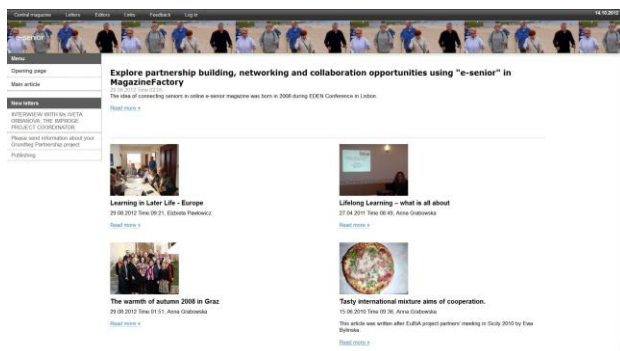 Central magazine Letters Editors Links Feedback Log in
14.10.2012
e-senior
Menu
Opening page
Main article
New letters
INTERWIEW WITH Ms IVETA
ORBANOVA, THE IMPROGE
PROJECT COORDINATOR
Please send information about your
Grundtvig Partnership project
Publishing
Explore partnership building, networking and collaboration opportunities using "e-senior" in
MagazineFactory
The idea of connecting seniors in online e-senior magazine was born in 2008 during EDEN Conference in Lisbon.
Read more »
Learning in Later Life - Europe
29.08.2012 Time 09:21, Elzbieta Pawlowicz
Read more »
Lifelong Learning – what is all about
27.04.2011 Time 08:49, Anna Grabowska
Read more »
The warmth of autumn 2008 in Graz
29.08.2012 Time 01:51, Anna Grabowska
Read more »
Tasty international mixture aims of cooperation.
15.08.2010 Time 09:38, Anna Grabowska
This article was written after EuBiA project partners' meeting in Sicily 2010 by Ewa
Bylinska
Read more »